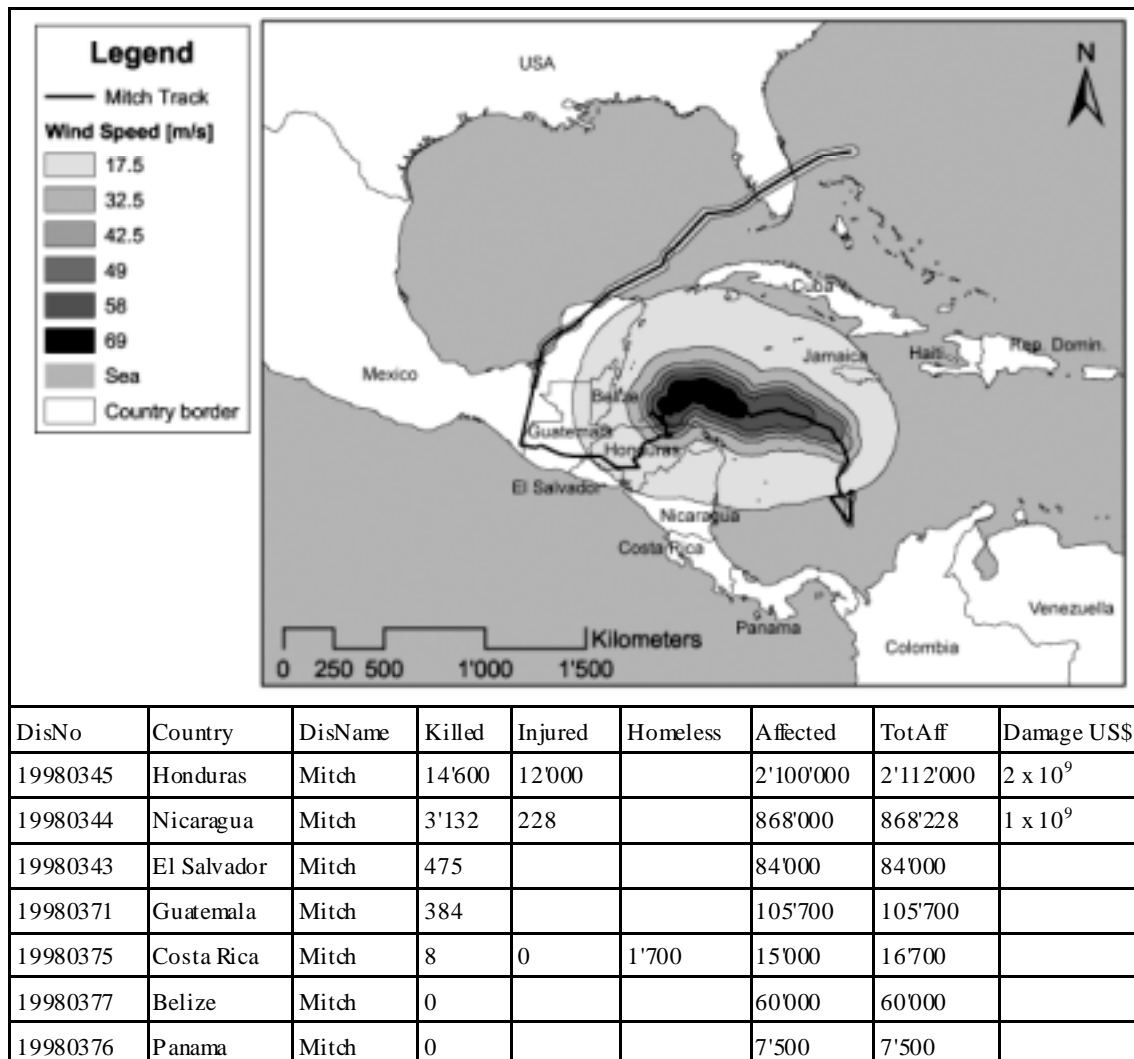 Legend
Mitch Track
Wind Speed [m/s]
17.5
32.5
42.5
49
58
69
Sea
Country border
N
USA
Cuba
Jamaica
Haiti
Rep. Domin.
Mexico
Belize
Guatemala
Honduras
El Salvador
Nicaragua
Costa Rica
Panama
Venezuella
Colombia
Kilometers
0 250 500 1'000 1'500
DisNo Country DisName Killed Injured Homeless Affected TotAff Damage US$
19980345 Honduras Mitch 14'600 12'000 2'100'000 2'112'000 2 x 10⁹
19980344 Nicaragua Mitch 3'132 228 868'000 868'228 1 x 10⁹
19980343 El Salvador Mitch 475 84'000 84'000
19980371 Guatemala Mitch 384 105'700 105'700
19980375 Costa Rica Mitch 8 0 1'700 15'000 16'700
19980377 Belize Mitch 0 60'000 60'000
19980376 Panama Mitch 0 7'500 7'500